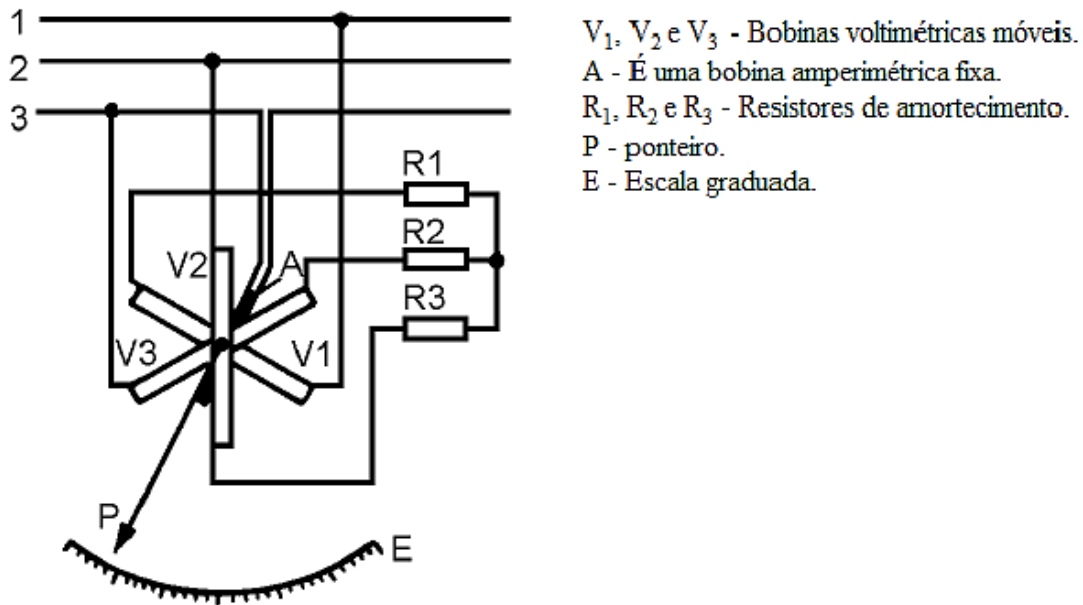 1
2
3
R1
R2
R3
V2
A
V3
V1
P
E
V₁, V₂ e V₃ - Bobinas voltimétricas móveis.
A - É uma bobina amperimétrica fixa.
R₁, R₂ e R₃ - Resistores de amortecimento.
P - ponteiro.
E - Escala graduada.